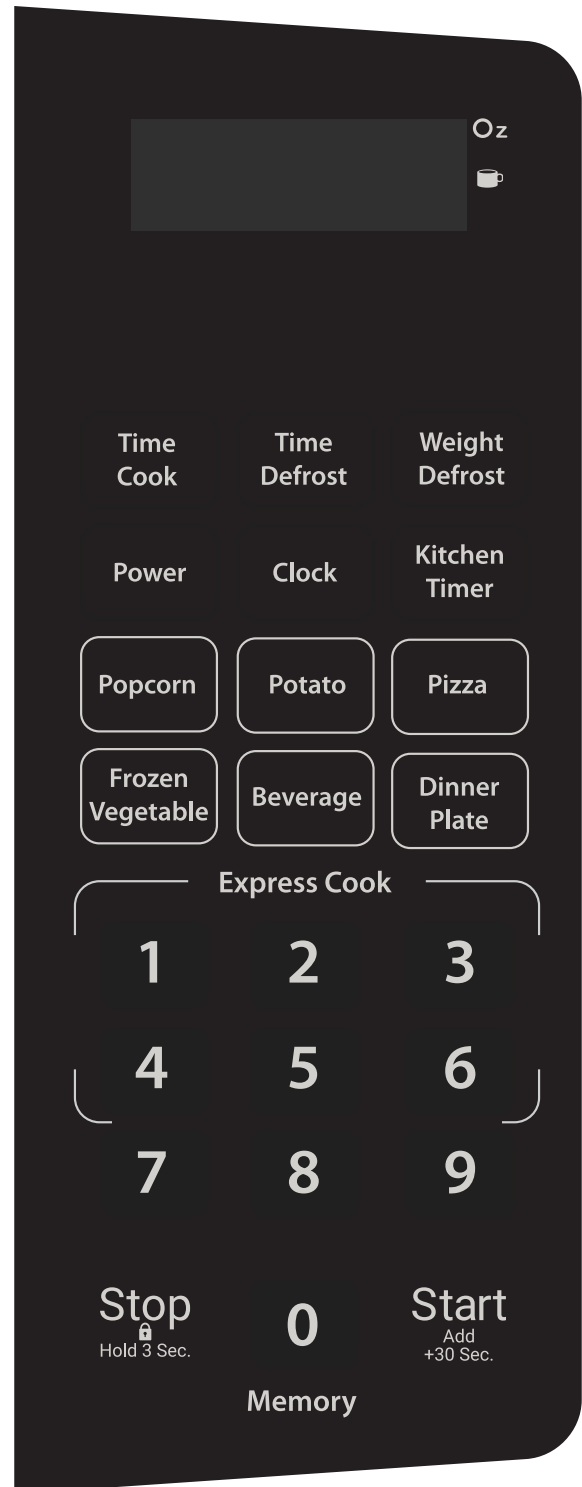 Oz
Time Time Weight
Cook Defrost Defrost
Power Clock Kitchen
Timer
Popcorn Potato Pizza
Frozen
Vegetable Beverage Dinner
Plate
Express Cook
1 2 3
4 5 6
7 8 9
Stop 0 Start
Hold 3 Sec. Add
+30 Sec.
Memory